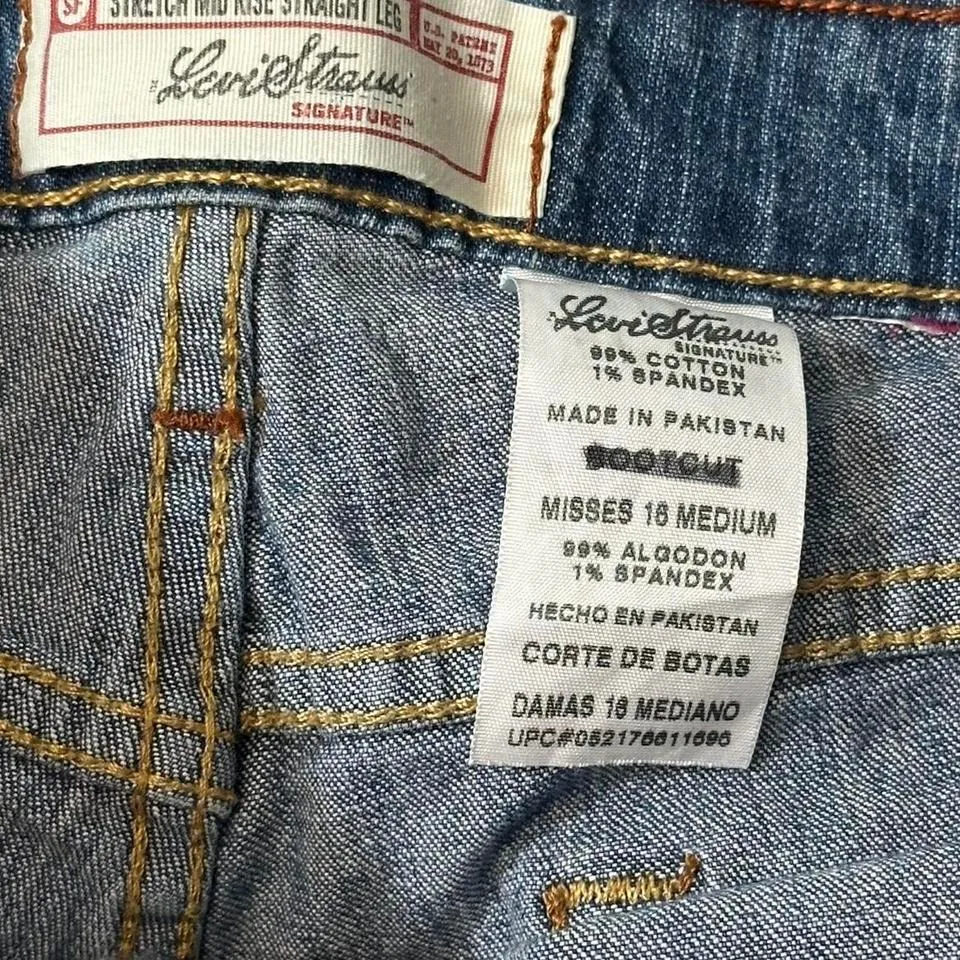 SF
STRETCH MID RISE STRAIGHT LEG
U.S. PATENT
MAY 20, 1873
Levi Strauss
SIGNATURE™
Levi Strauss
SIGNATURE™
99% COTTON
1% SPANDEX
MADE IN PAKISTAN
BOOTCUT
MISSES 16 MEDIUM
99% ALGODON
1% SPANDEX
HECHO EN PAKISTAN
CORTE DE BOTAS
DAMAS 16 MEDIANO
UPC#052176611695